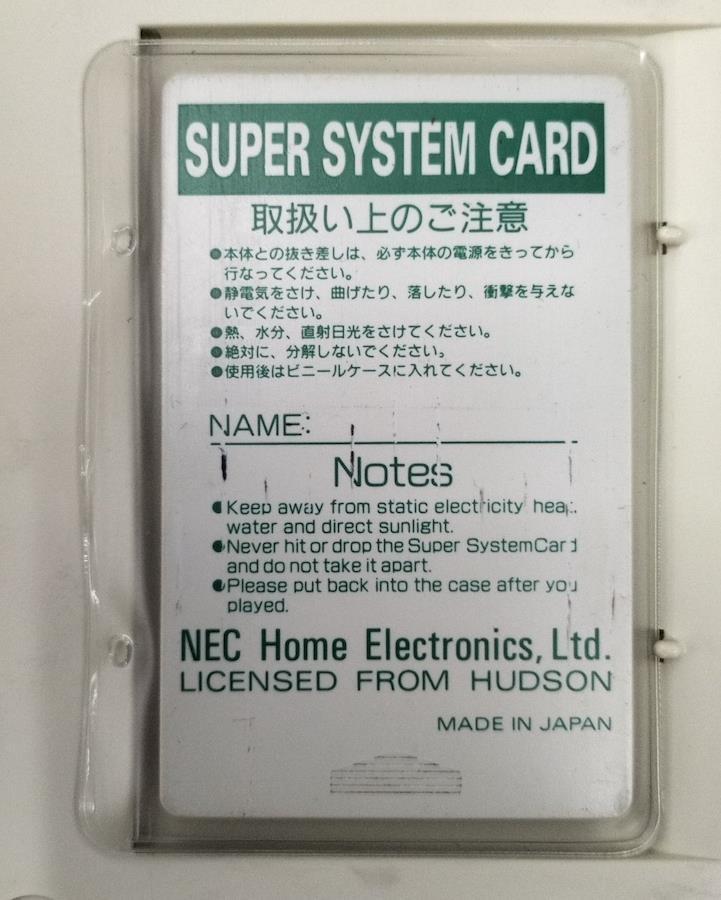 SUPER SYSTEM CARD
取扱い上のご注意
●本体との抜き差しは、必ず本体の電源をきってから
行なってください。
●静電気をさけ、曲げたり、落したり、衝撃を与えな
いでください。
●熱、水分、直射日光をさけてください。
●絶対に、分解しないでください。
●使用後はビニールケースに入れてください。
NAME:
Notes
●Keep away from static electricity heat,
water and direct sunlight.
●Never hit or drop the Super System Card
and do not take it apart.
●Please put back into the case after you
played.
NEC Home Electronics, Ltd.
LICENSED FROM HUDSON
MADE IN JAPAN